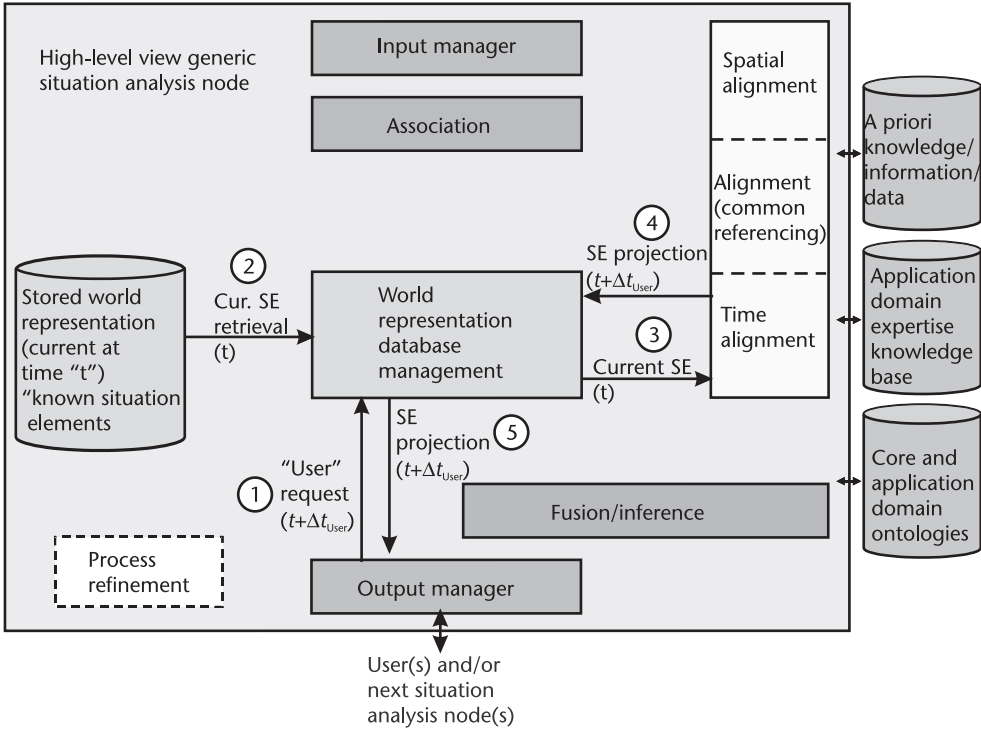 High-level view generic
situation analysis node
Input manager
Association
Spatial
alignment
Alignment
(common
referencing)
Time
alignment
A priori
knowledge/
information/
data
Application
domain
expertise
knowledge
base
Core and
application
domain
ontologies
Stored world
representation
(current at
time “t”)
“known situation
elements
2
Cur. SE
retrieval
(t)
World
representation
database
management
4
SE projection
(t+Δt_User)
3
Current SE
(t)
1
“User”
request
(t+Δt_User)
SE
projection
(t+Δt_User)
5
Fusion/inference
Process
refinement
Output manager
User(s) and/or
next situation
analysis node(s)